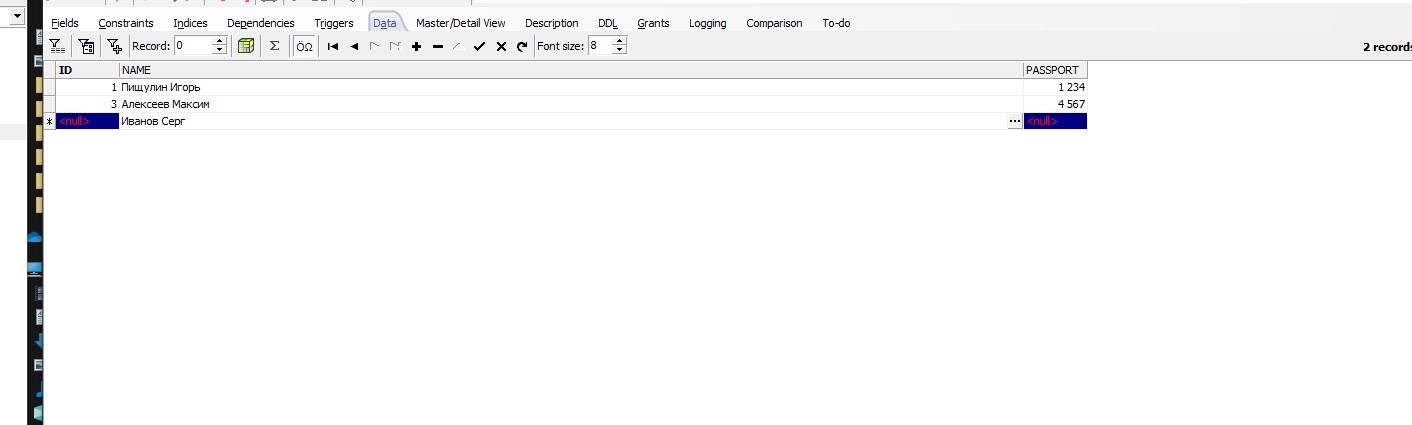 Fields Constraints Indices Dependencies Triggers Data Master/Detail View Description DDL Grants Logging Comparison To-do
Record: 0 Σ ÖΩ Font size: 8 2 records
ID NAME PASSPORT
1 Пищулин Игорь 1 234
3 Алексеев Максим 4 567
* <null> Иванов Серг ... <null>